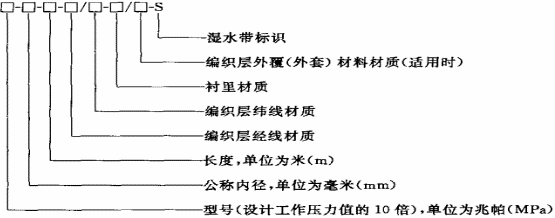 □-□-□-□/□-□/□-S
湿水带标识
编织层外覆(外套)材料材质(适用时)
衬里材质
编织层纬线材质
编织层经线材质
长度,单位为米(m)
公称内径,单位为毫米(mm)
型号(设计工作压力值的10倍),单位为兆帕(MPa)